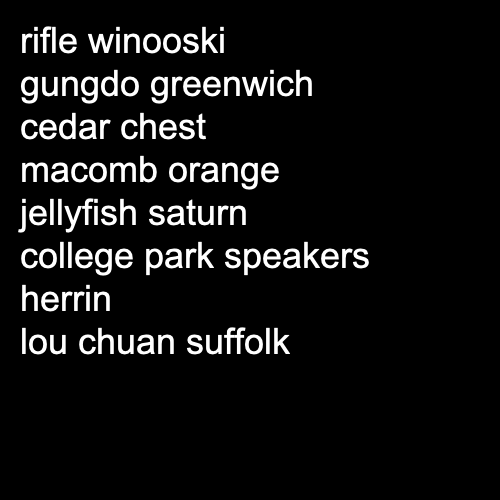 rifle winooski
gungdo greenwich
cedar chest
macomb orange
jellyfish saturn
college park speakers
herrin
lou chuan suffolk